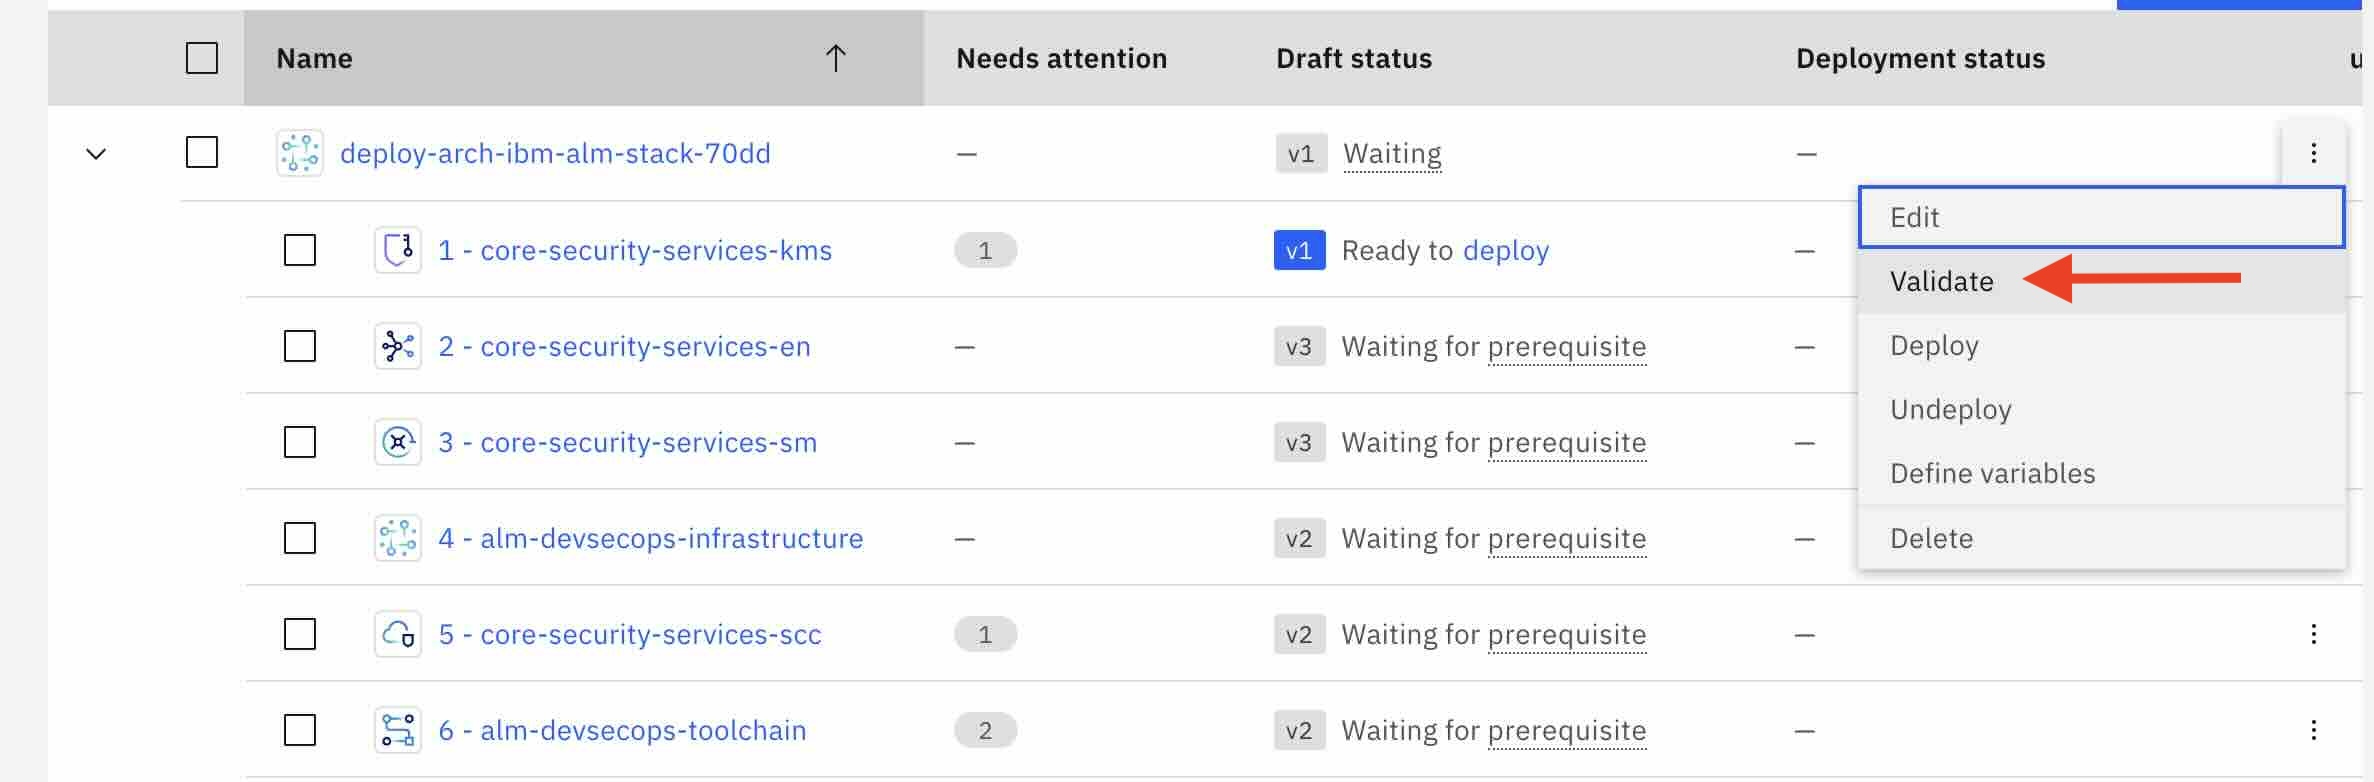 Name Needs attention Draft status Deployment status u
deploy-arch-ibm-alm-stack-70dd — v1 Waiting —
Edit
1 - core-security-services-kms 1 v1 Ready to deploy —
Validate
2 - core-security-services-en — v3 Waiting for prerequisite —
Deploy
Undeploy
3 - core-security-services-sm — v3 Waiting for prerequisite —
Define variables
4 - alm-devsecops-infrastructure — v2 Waiting for prerequisite —
Delete
5 - core-security-services-scc 1 v2 Waiting for prerequisite —
6 - alm-devsecops-toolchain 2 v2 Waiting for prerequisite —